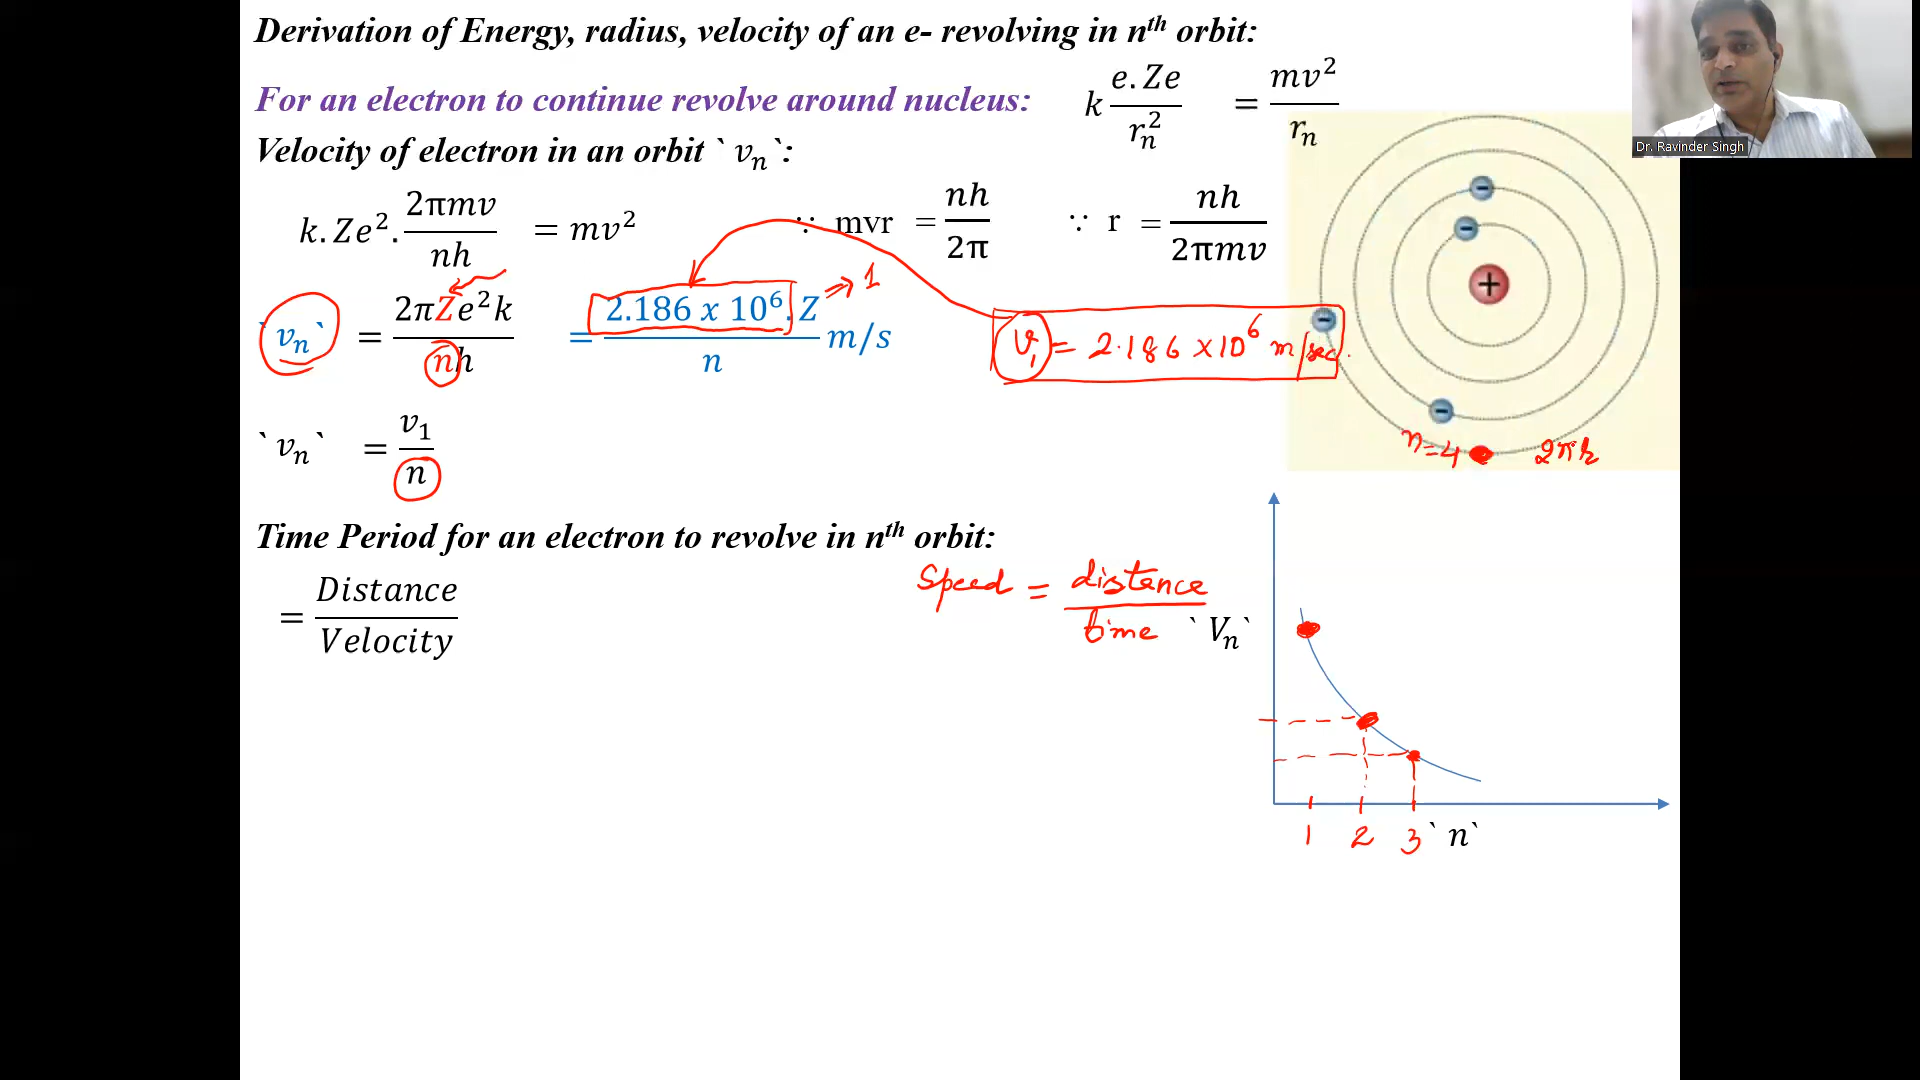 Derivation of Energy, radius, velocity of an e- revolving in nᵗʰ orbit:
For an electron to continue revolve around nucleus: k e.Ze / rₙ² = mv² / rₙ
Dr. Ravinder Singh
Velocity of electron in an orbit ` vₙ`:
k.Ze². 2πmv / nh = mv² ∵ mvr = nh / 2π ∵ r = nh / 2πmv
`vₙ` = 2πZe²k / nh = 2.186 x 10⁶.Z / n m/s ⇒ 1
v₁ = 2.186 ×10⁶ m/sec.
`vₙ` = v₁ / n
n=4 2πr
Time Period for an electron to revolve in nᵗʰ orbit:
= Distance / Velocity
Speed = distance / time
`Vₙ`
1 2 3 `n`